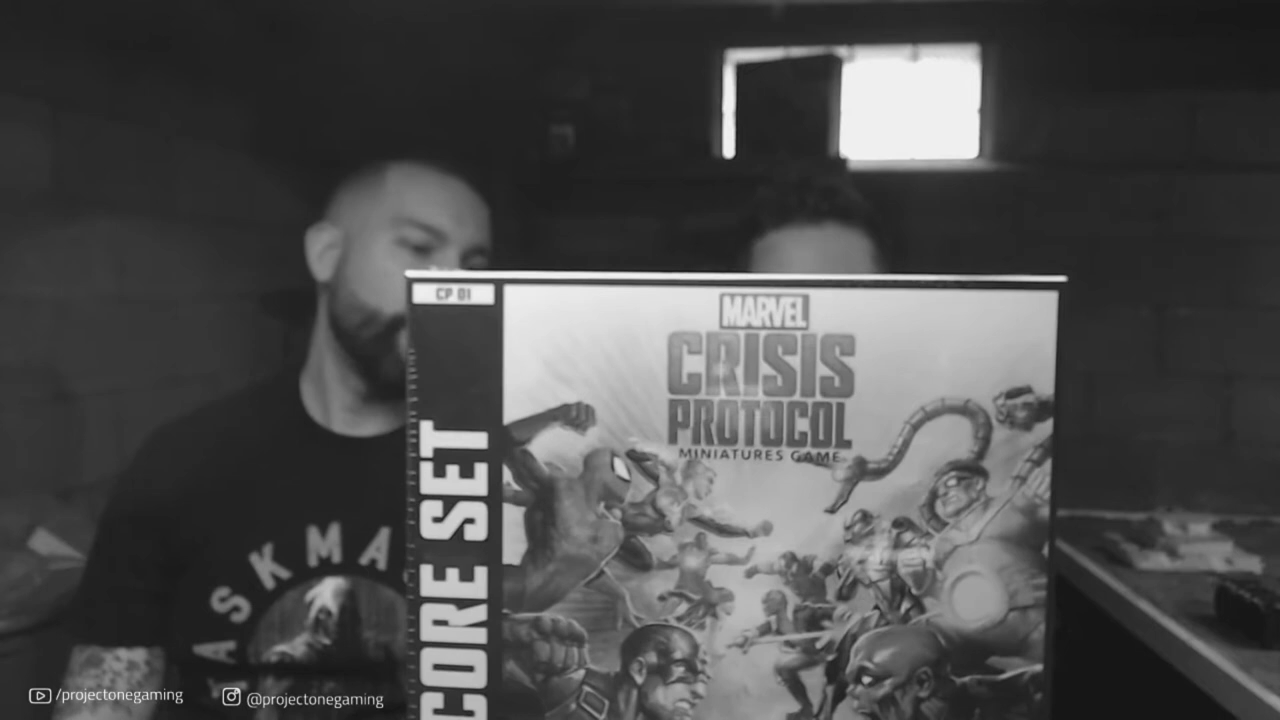 CP 01
MARVEL
CRISIS
PROTOCOL
MINIATURES GAME
CORE SET
ASKMA
/projectonegaming
@projectonegaming